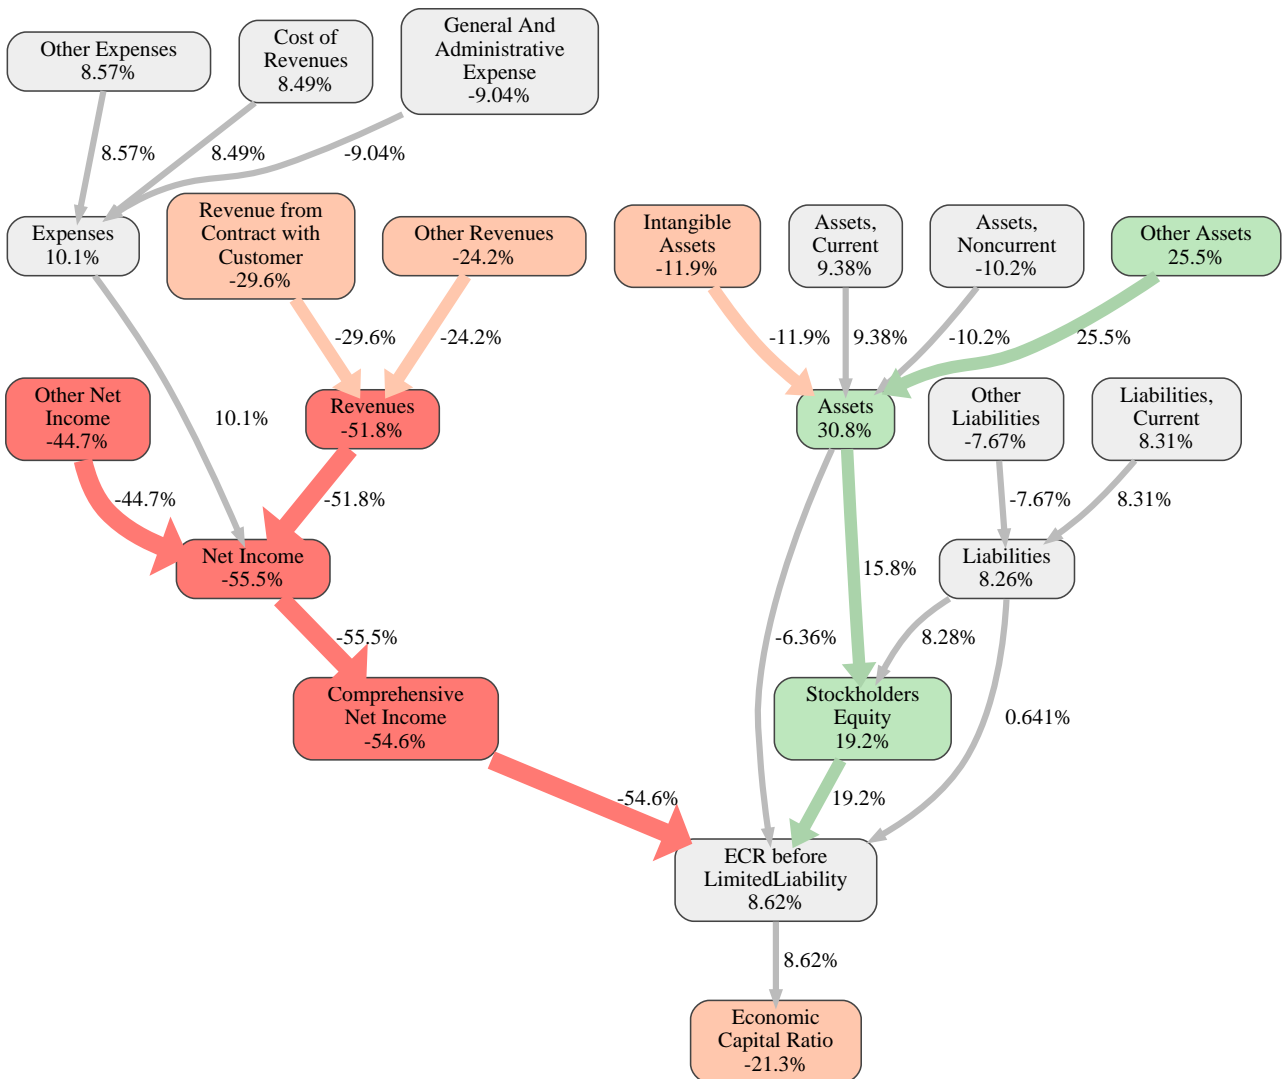 Other Expenses
8.57%
Cost of
Revenues
8.49%
General And
Administrative
Expense
-9.04%
8.57%
8.49%
-9.04%
Expenses
10.1%
Revenue from
Contract with
Customer
-29.6%
Other Revenues
-24.2%
Intangible
Assets
-11.9%
Assets,
Current
9.38%
Assets,
Noncurrent
-10.2%
Other Assets
25.5%
-29.6%
-24.2%
-11.9%
9.38%
-10.2%
25.5%
Other Net
Income
-44.7%
10.1%
Revenues
-51.8%
Assets
30.8%
Other
Liabilities
-7.67%
Liabilities,
Current
8.31%
-44.7%
-51.8%
-7.67%
8.31%
Net Income
-55.5%
15.8%
Liabilities
8.26%
-55.5%
-6.36%
8.28%
Comprehensive
Net Income
-54.6%
Stockholders
Equity
19.2%
0.641%
-54.6%
19.2%
ECR before
LimitedLiability
8.62%
8.62%
Economic
Capital Ratio
-21.3%